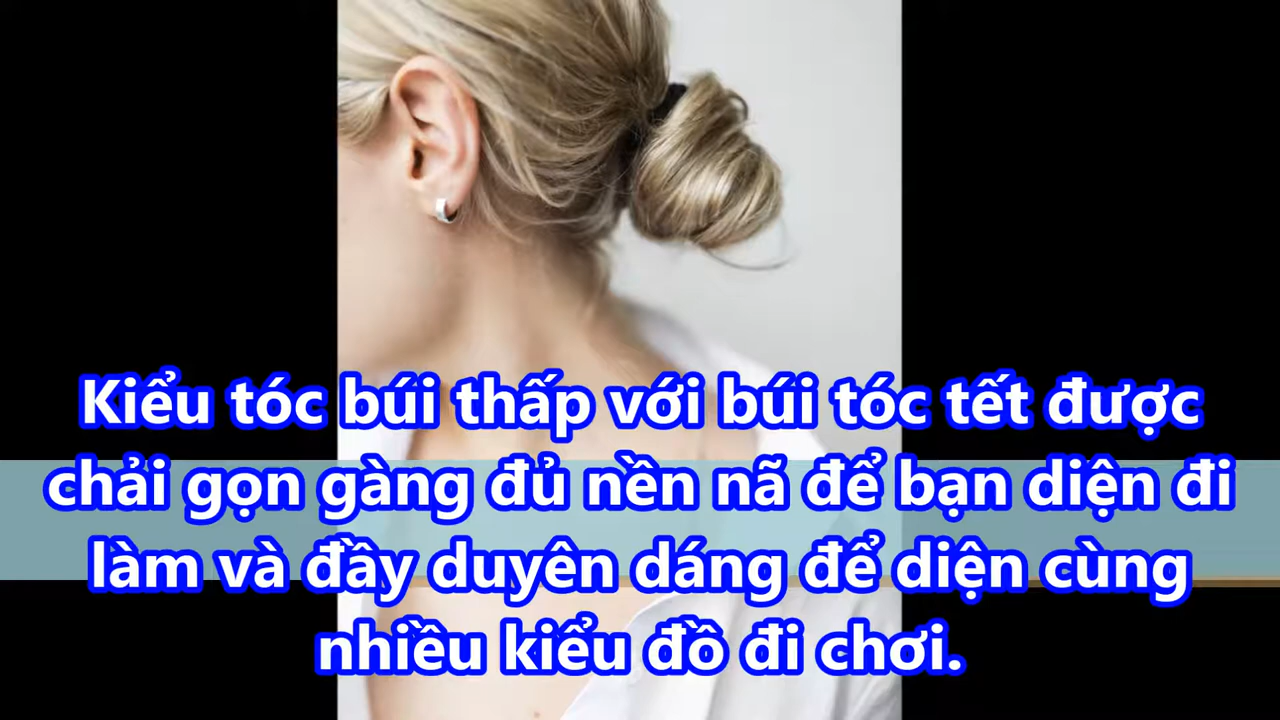 Kiểu tóc búi thấp với búi tóc tết được
chải gọn gàng đủ nền nã để bạn diện đi
làm và đầy duyên dáng để diện cùng
nhiều kiểu đồ đi chơi.